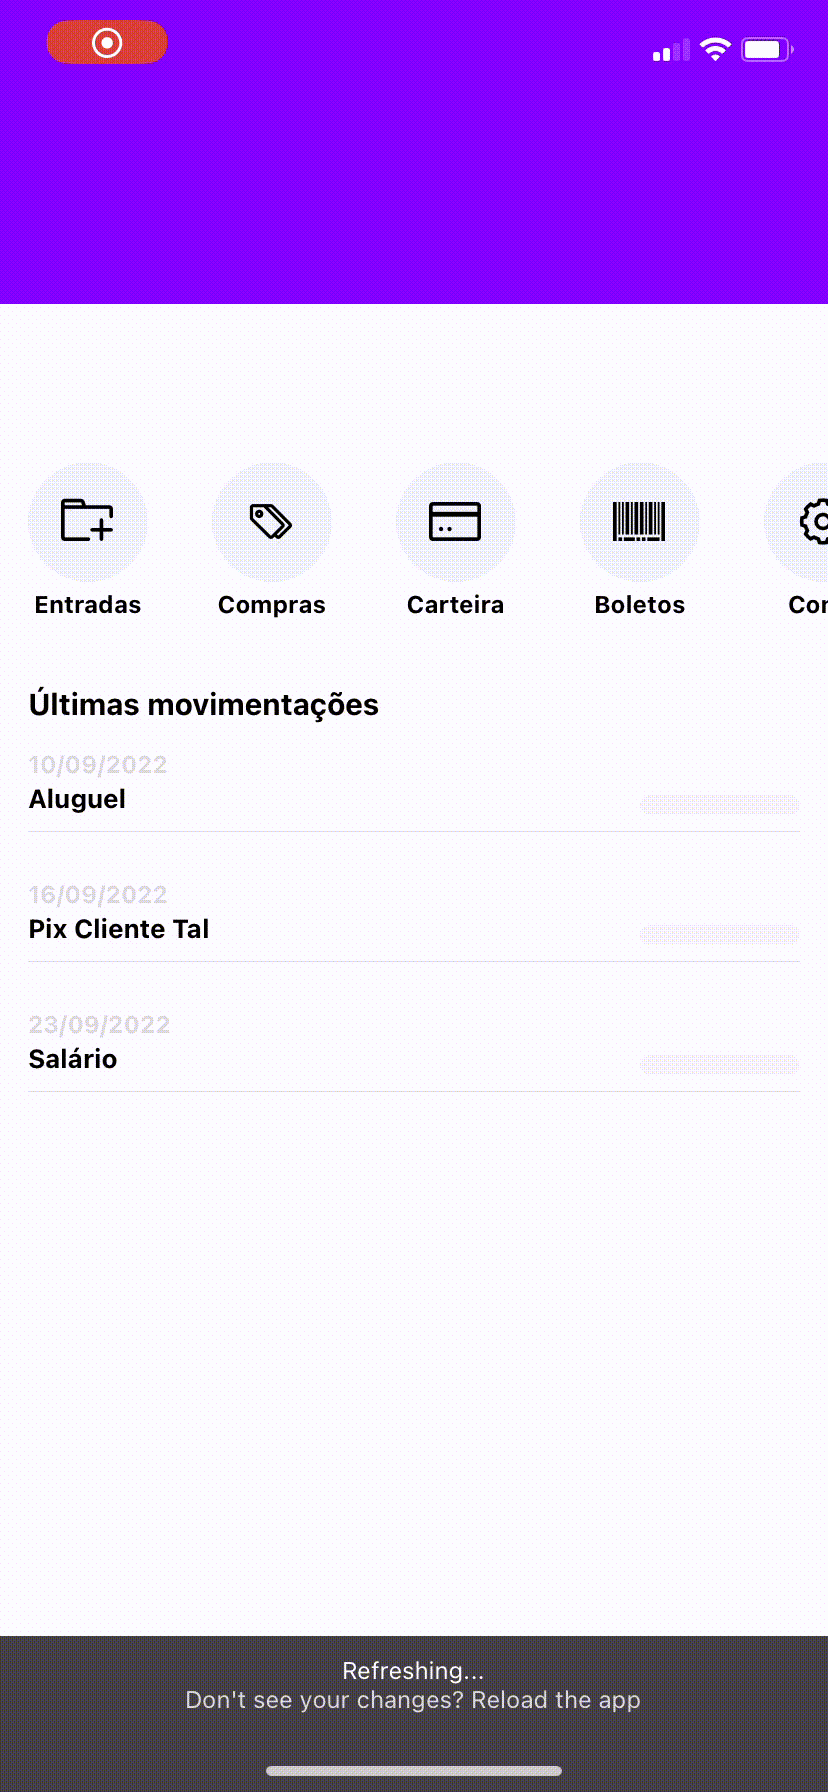 Entradas
Compras
Carteira
Boletos
Últimas movimentações
10/09/2022
Aluguel
16/09/2022
Pix Cliente Tal
23/09/2022
Salário
Refreshing...
Don't see your changes? Reload the app